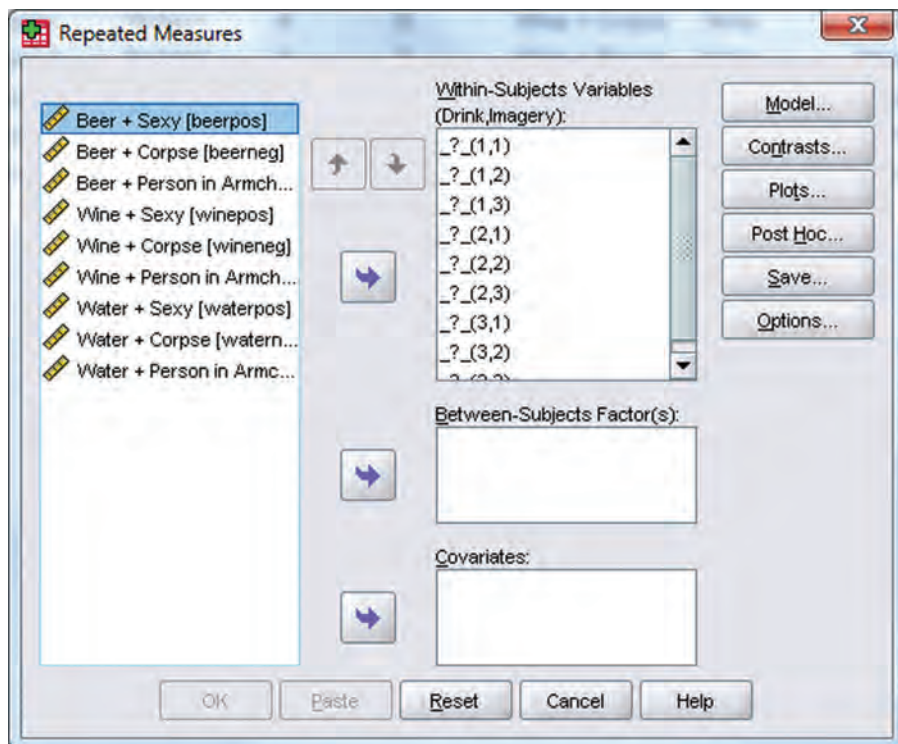 Repeated Measures
Beer + Sexy [beerpos]
Beer + Corpse [beerneg]
Beer + Person in Armch...
Wine + Sexy [winepos]
Wine + Corpse [wineneg]
Wine + Person in Armch...
Water + Sexy [waterpos]
Water + Corpse [watern...
Water + Person in Armc...
Within-Subjects Variables
(Drink,Imagery):
_?_(1,1)
_?_(1,2)
_?_(1,3)
_?_(2,1)
_?_(2,2)
_?_(2,3)
_?_(3,1)
_?_(3,2)
Between-Subjects Factor(s):
Covariates:
Model...
Contrasts...
Plots...
Post Hoc...
Save...
Options...
OK
Paste
Reset
Cancel
Help